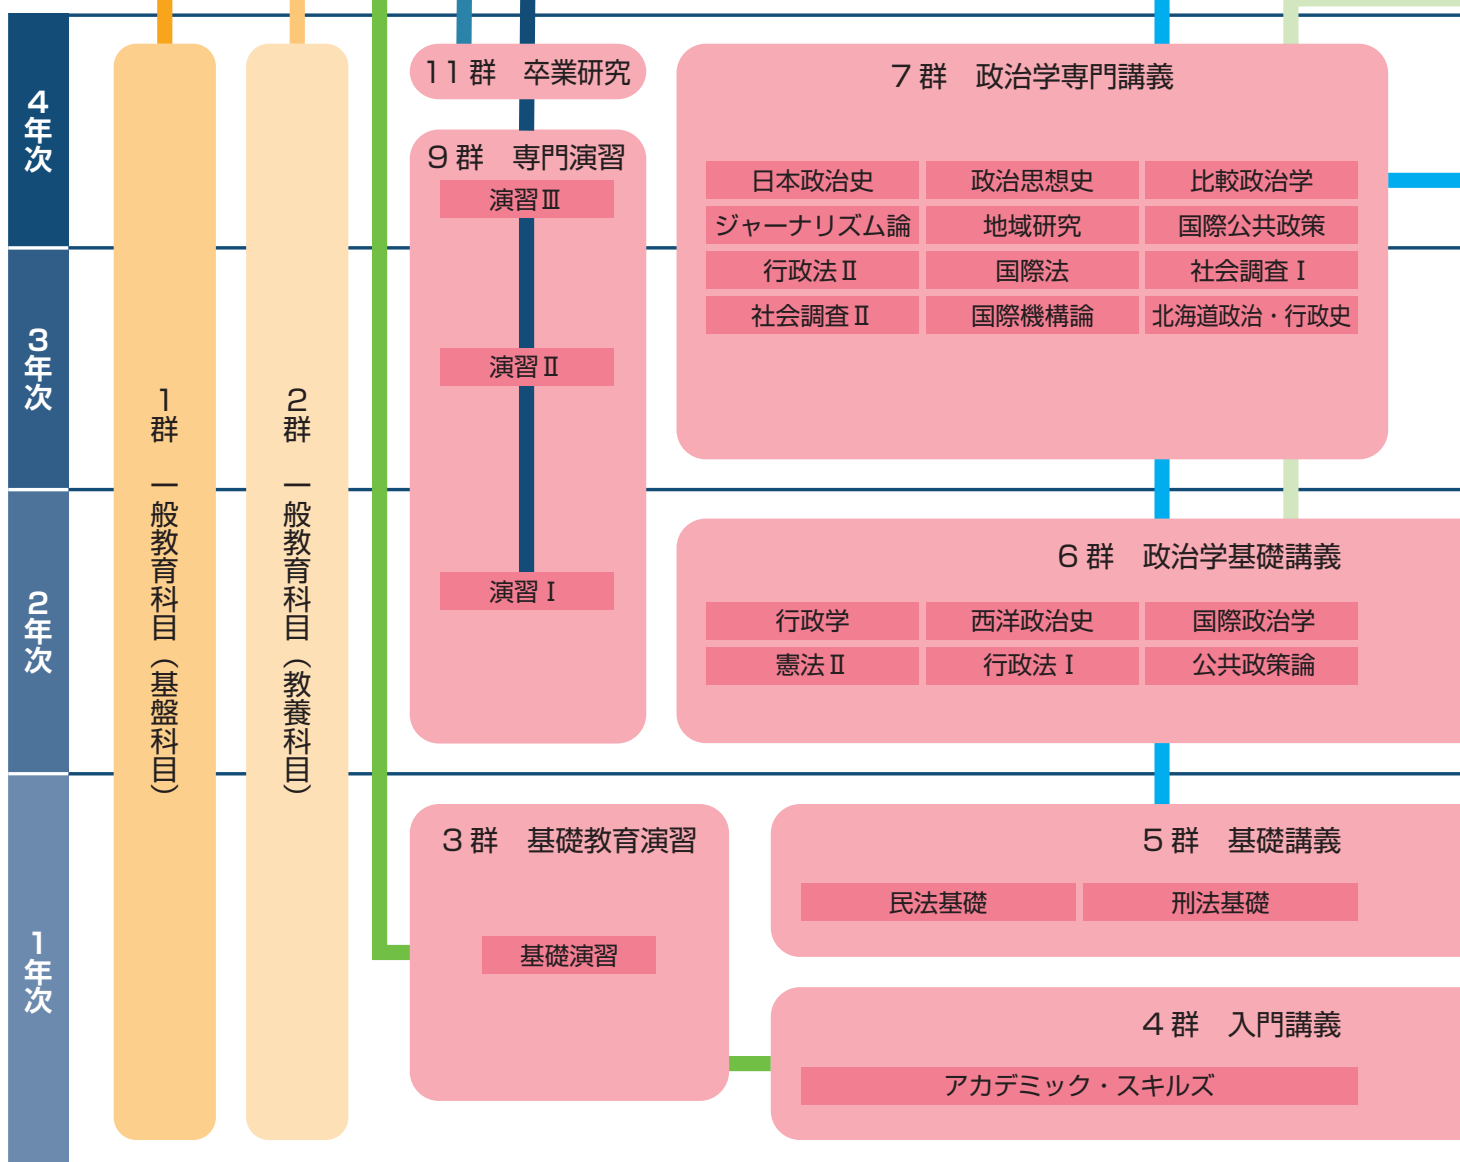 4年次
3年次
2年次
1年次
1群　一般教育科目（基盤科目）
2群　一般教育科目（教養科目）
11群　卒業研究
9群　専門演習
演習Ⅲ
演習Ⅱ
演習Ⅰ
7群　政治学専門講義
日本政治史　政治思想史　比較政治学
ジャーナリズム論　地域研究　国際公共政策
行政法Ⅱ　国際法　社会調査Ⅰ
社会調査Ⅱ　国際機構論　北海道政治・行政史
6群　政治学基礎講義
行政学　西洋政治史　国際政治学
憲法Ⅱ　行政法Ⅰ　公共政策論
3群　基礎教育演習
基礎演習
5群　基礎講義
民法基礎　刑法基礎
4群　入門講義
アカデミック・スキルズ